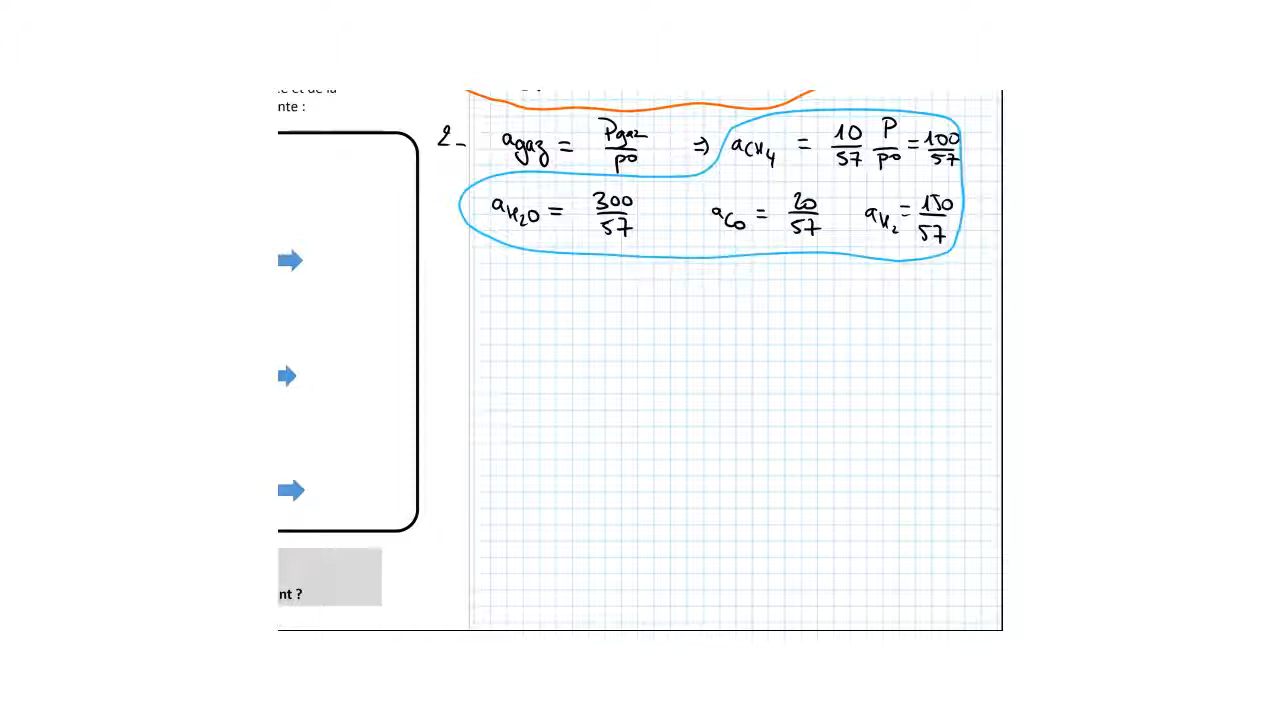 nte :
2 - a_gaz = P_gaz / p° ⇒ a_CH4 = 10/57 P/p° = 100/57
a_H2O = 300/57 a_CO = 20/57 a_H2 = 150/57
nt ?